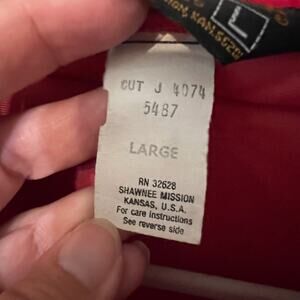 L
CUT J 4074
5487
LARGE
RN 32628
SHAWNEE MISSION
KANSAS, U.S.A.
For care instructions
See reverse side